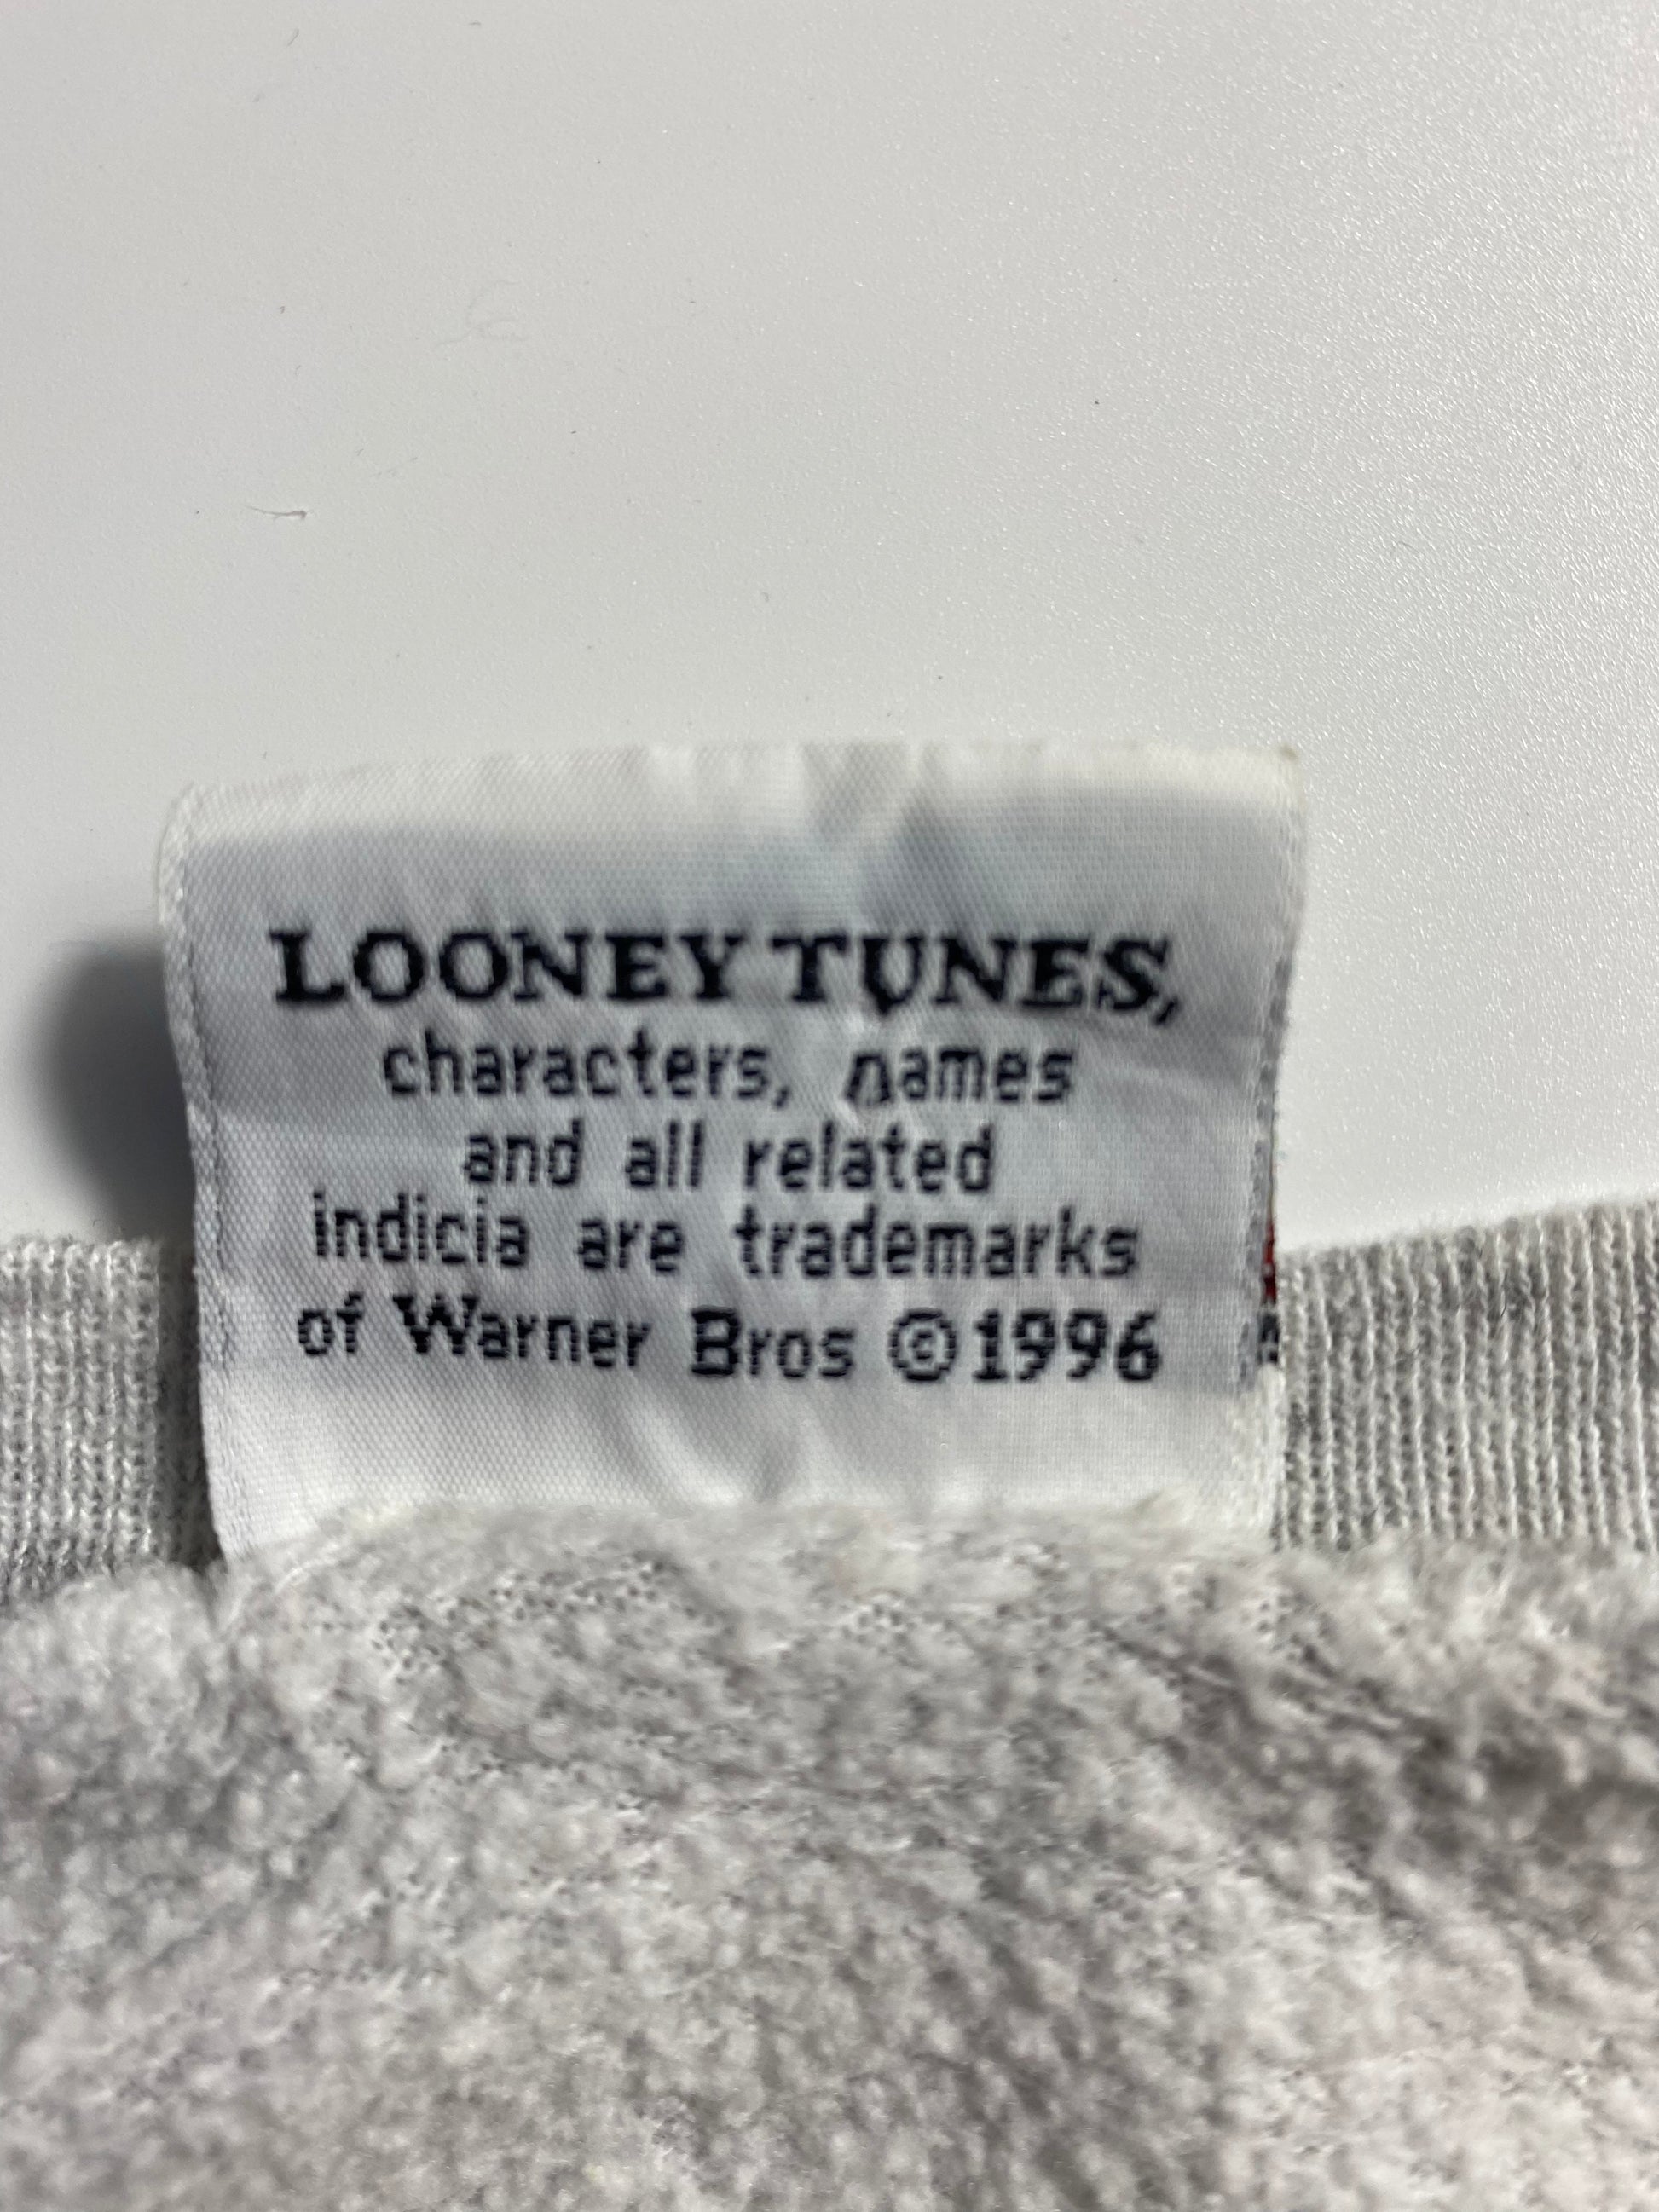 LOONEY TUNES,
characters, names
and all related
indicia are trademarks
of Warner Bros ©1996